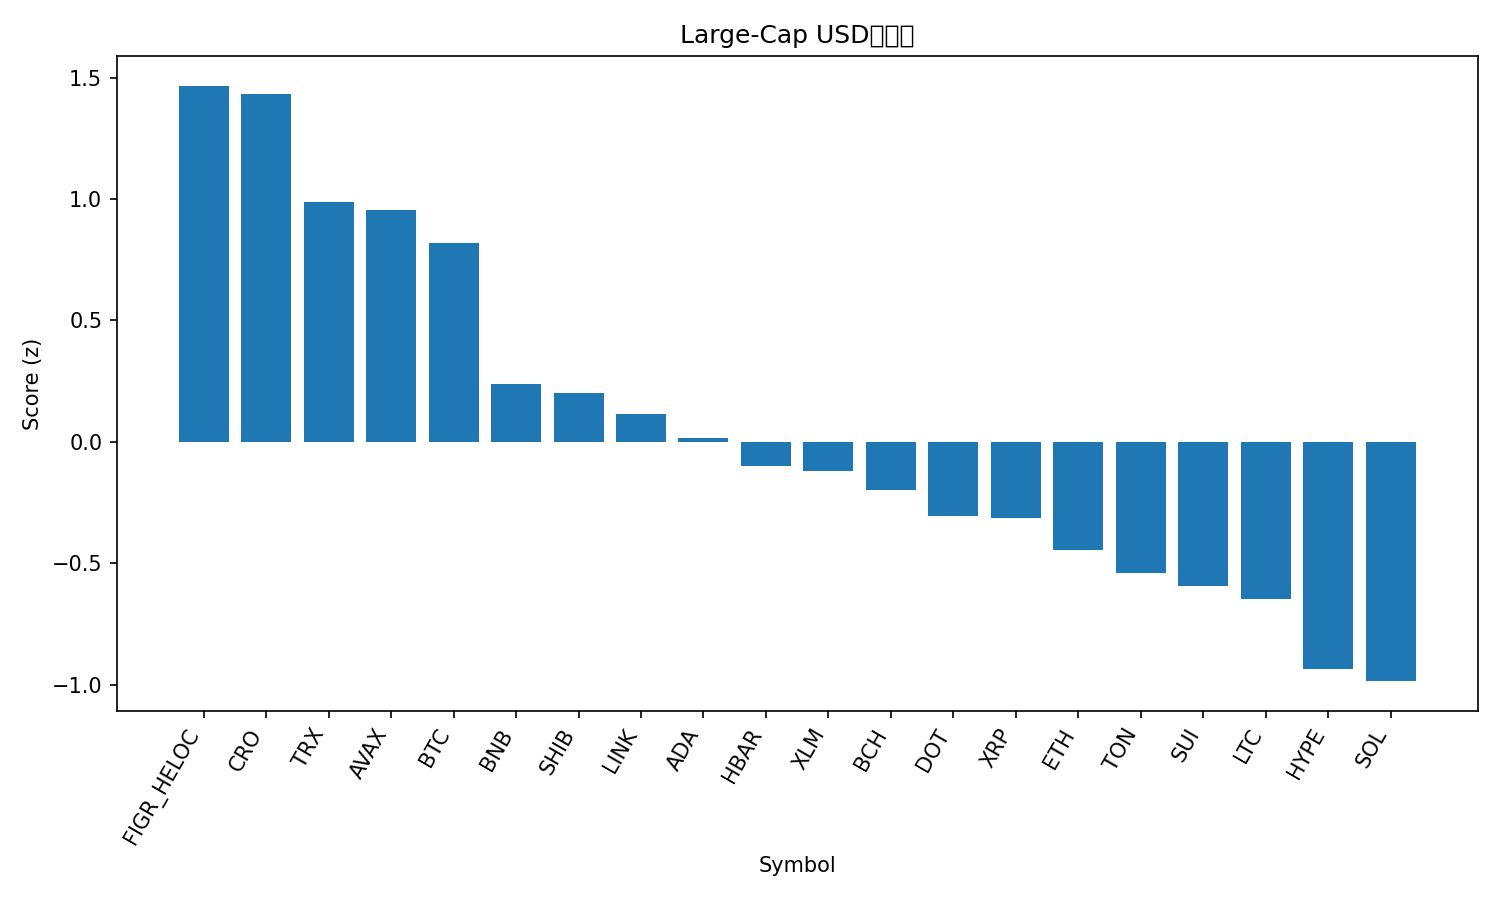 Large-Cap USD
1.5
1.0
0.5
0.0
−0.5
−1.0
Score (z)
FIGR_HELOC
CRO
TRX
AVAX
BTC
BNB
SHIB
LINK
ADA
HBAR
XLM
BCH
DOT
XRP
ETH
TON
SUI
LTC
HYPE
SOL
Symbol